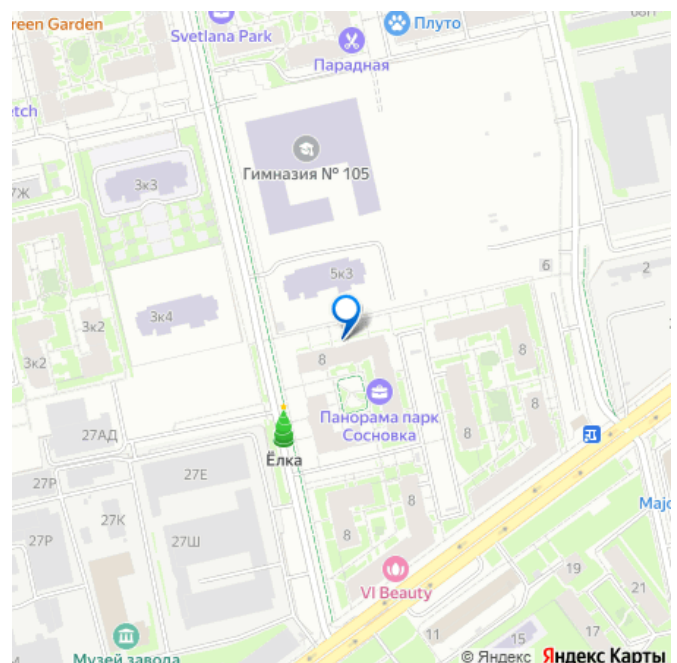 reen Garden
Svetlana Park
Плуто
Парадная
etch
Гимназия № 105
3к3
7Ж
5к3
6
2
3к4
3к2
3к2
8
8
8
Панорама парк
Сосновка
27АД
Ёлка
8
27Е
27Р
27К
8
Мајо
27Р
27Ш
8
VI Beauty
19
21
11
15
17
Музей завода
© Яндекс Яндекс Карты